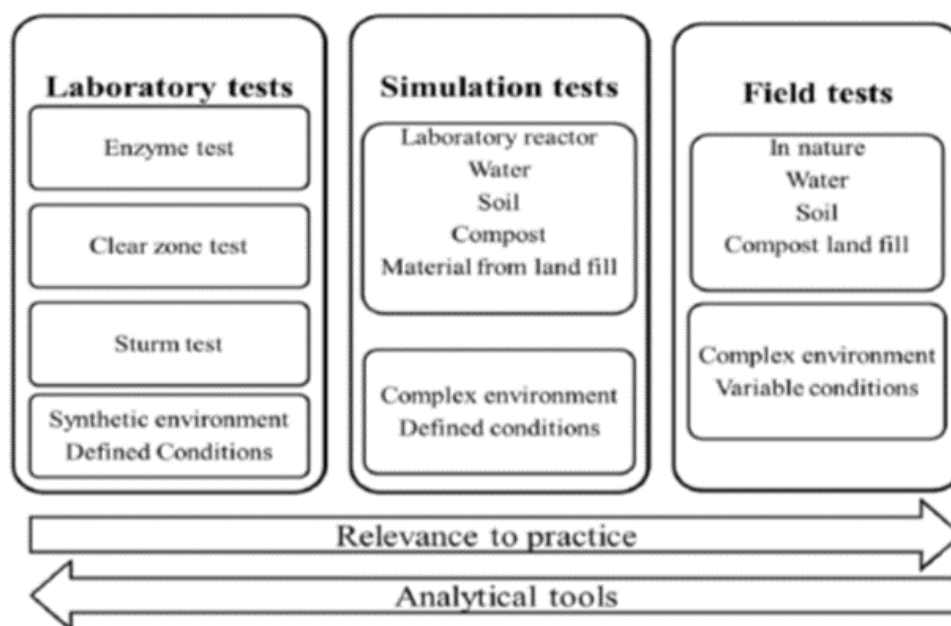 Laboratory tests
Enzyme test
Clear zone test
Sturm test
Synthetic environment
Defined Conditions
Simulation tests
Laboratory reactor
Water
Soil
Compost
Material from land fill
Complex environment
Defined conditions
Field tests
In nature
Water
Soil
Compost land fill
Complex environment
Variable conditions
Relevance to practice
Analytical tools